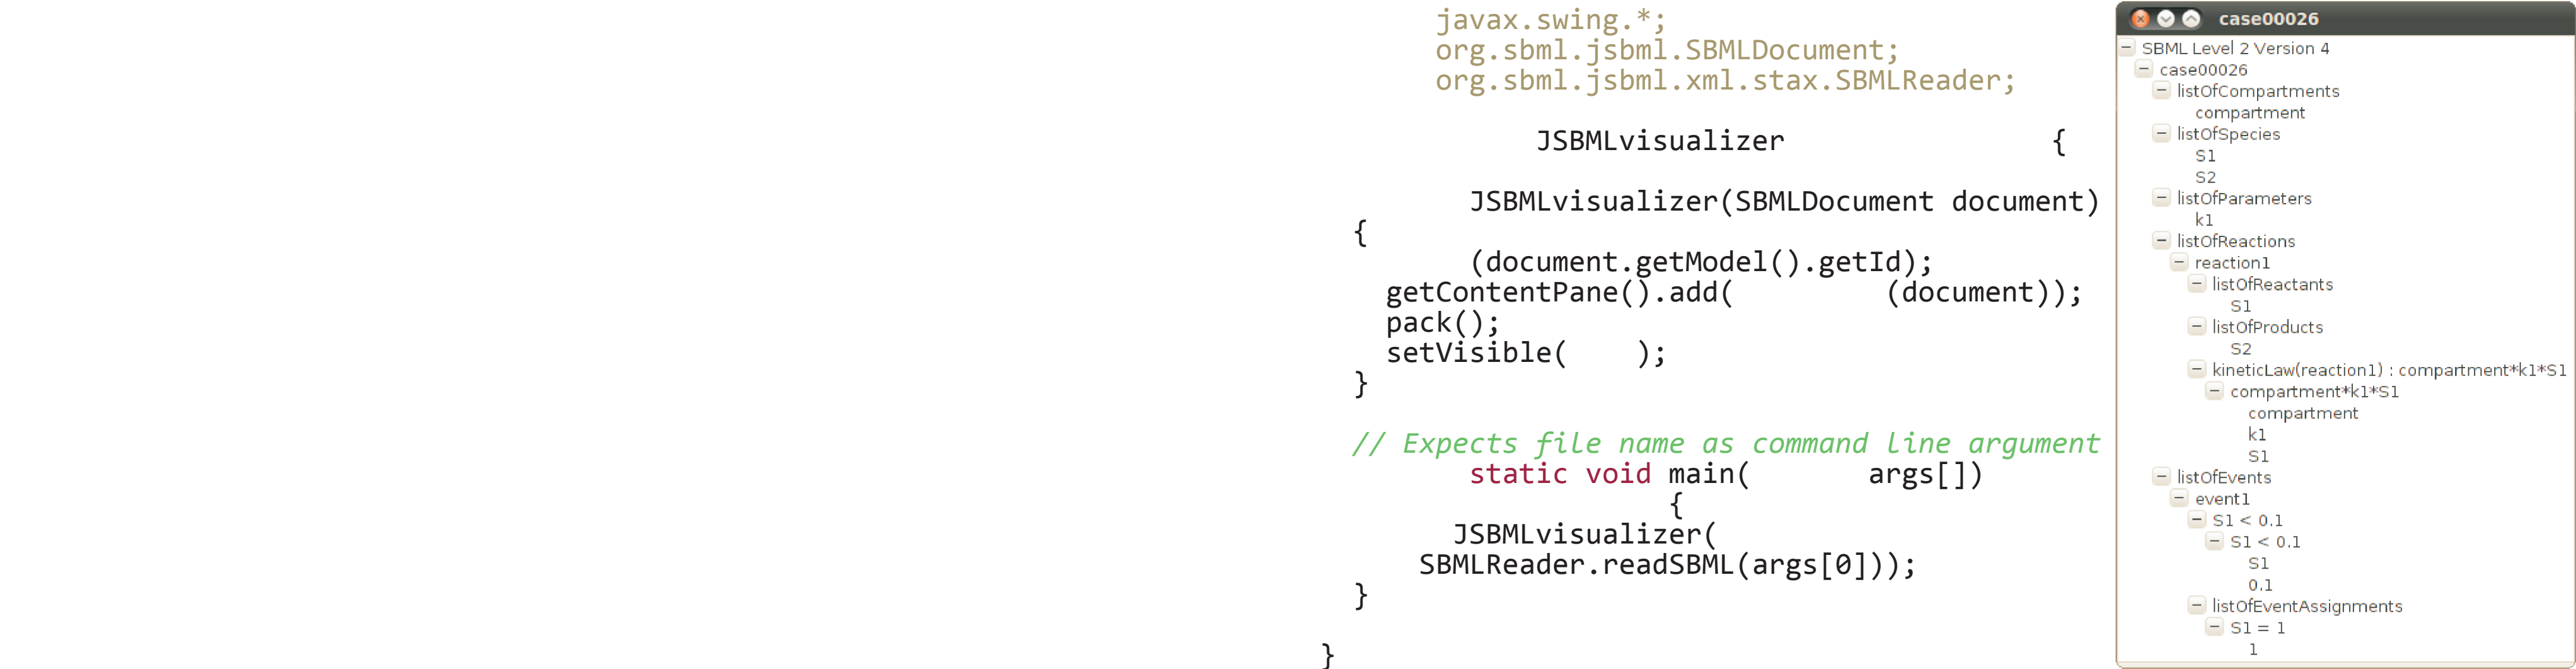 javax.swing.*;
org.sbml.jsbml.SBMLDocument;
org.sbml.jsbml.xml.stax.SBMLReader;
JSBMLvisualizer {
JSBMLvisualizer(SBMLDocument document)
{
(document.getModel().getId);
getContentPane().add( (document));
pack();
setVisible( );
}
// Expects file name as command line argument
static void main( args[])
{
JSBMLvisualizer(
SBMLReader.readSBML(args[0]));
}
}
case00026
SBML Level 2 Version 4
case00026
listOfCompartments
compartment
listOfSpecies
S1
S2
listOfParameters
k1
listOfReactions
reaction1
listOfReactants
S1
listOfProducts
S2
kineticLaw(reaction1) : compartment*k1*S1
compartment*k1*S1
compartment
k1
S1
listOfEvents
event1
S1 < 0.1
S1 < 0.1
S1
0.1
listOfEventAssignments
S1 = 1
1